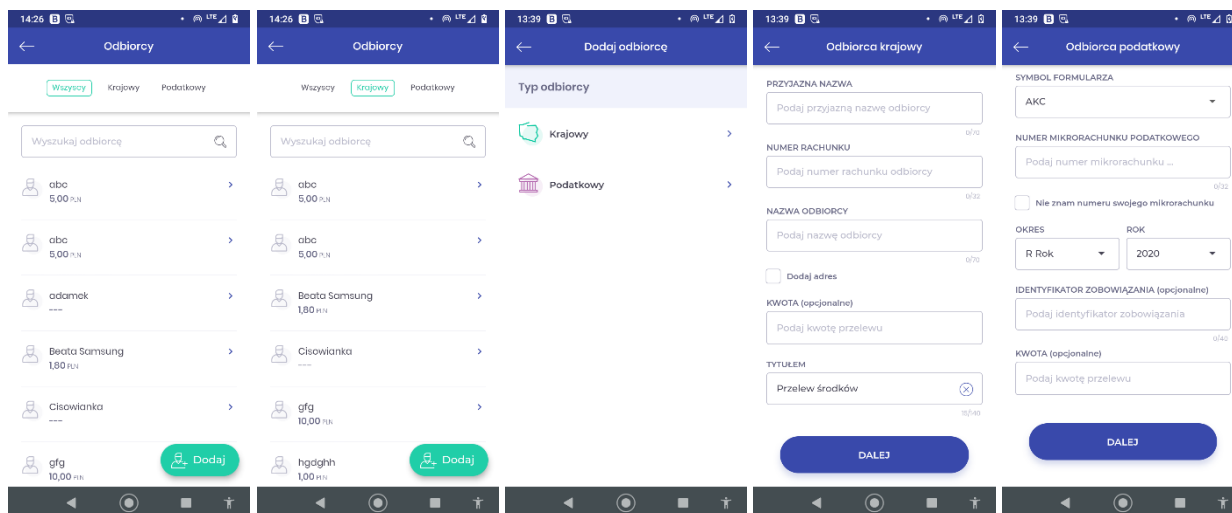 14:26
Odbiorcy
Wszyscy Krajowy Podatkowy
Wyszukaj odbiorcę
abc
5,00 PLN
abc
5,00 PLN
adamek
---
Beata Samsung
1,80 PLN
Cisowianka
---
gfg
10,00 PLN
Dodaj
14:26
Odbiorcy
Wszyscy Krajowy Podatkowy
Wyszukaj odbiorcę
abc
5,00 PLN
abc
5,00 PLN
Beata Samsung
1,80 PLN
Cisowianka
---
gfg
10,00 PLN
hgdghh
1,00 PLN
Dodaj
13:39 LTE
Dodaj odbiorcę
Typ odbiorcy
Krajowy
Podatkowy
13:39 LTE
Odbiorca krajowy
PRZYJAZNA NAZWA
Podaj przyjazną nazwę odbiorcy
0/70
NUMER RACHUNKU
Podaj numer rachunku odbiorcy
0/32
NAZWA ODBIORCY
Podaj nazwę odbiorcy
0/70
Dodaj adres
KWOTA (opcjonalne)
Podaj kwotę przelewu
TYTUŁEM
Przelew środków
15/140
DALEJ
13:39 LTE
Odbiorca podatkowy
SYMBOL FORMULARZA
AKC
NUMER MIKRORACHUNKU PODATKOWEGO
Podaj numer mikrorachunku ...
0/32
Nie znam numeru swojego mikrorachunku
OKRES ROK
R Rok 2020
IDENTYFIKATOR ZOBOWIĄZANIA (opcjonalne)
Podaj identyfikator zobowiązania
0/40
KWOTA (opcjonalne)
Podaj kwotę przelewu
DALEJ